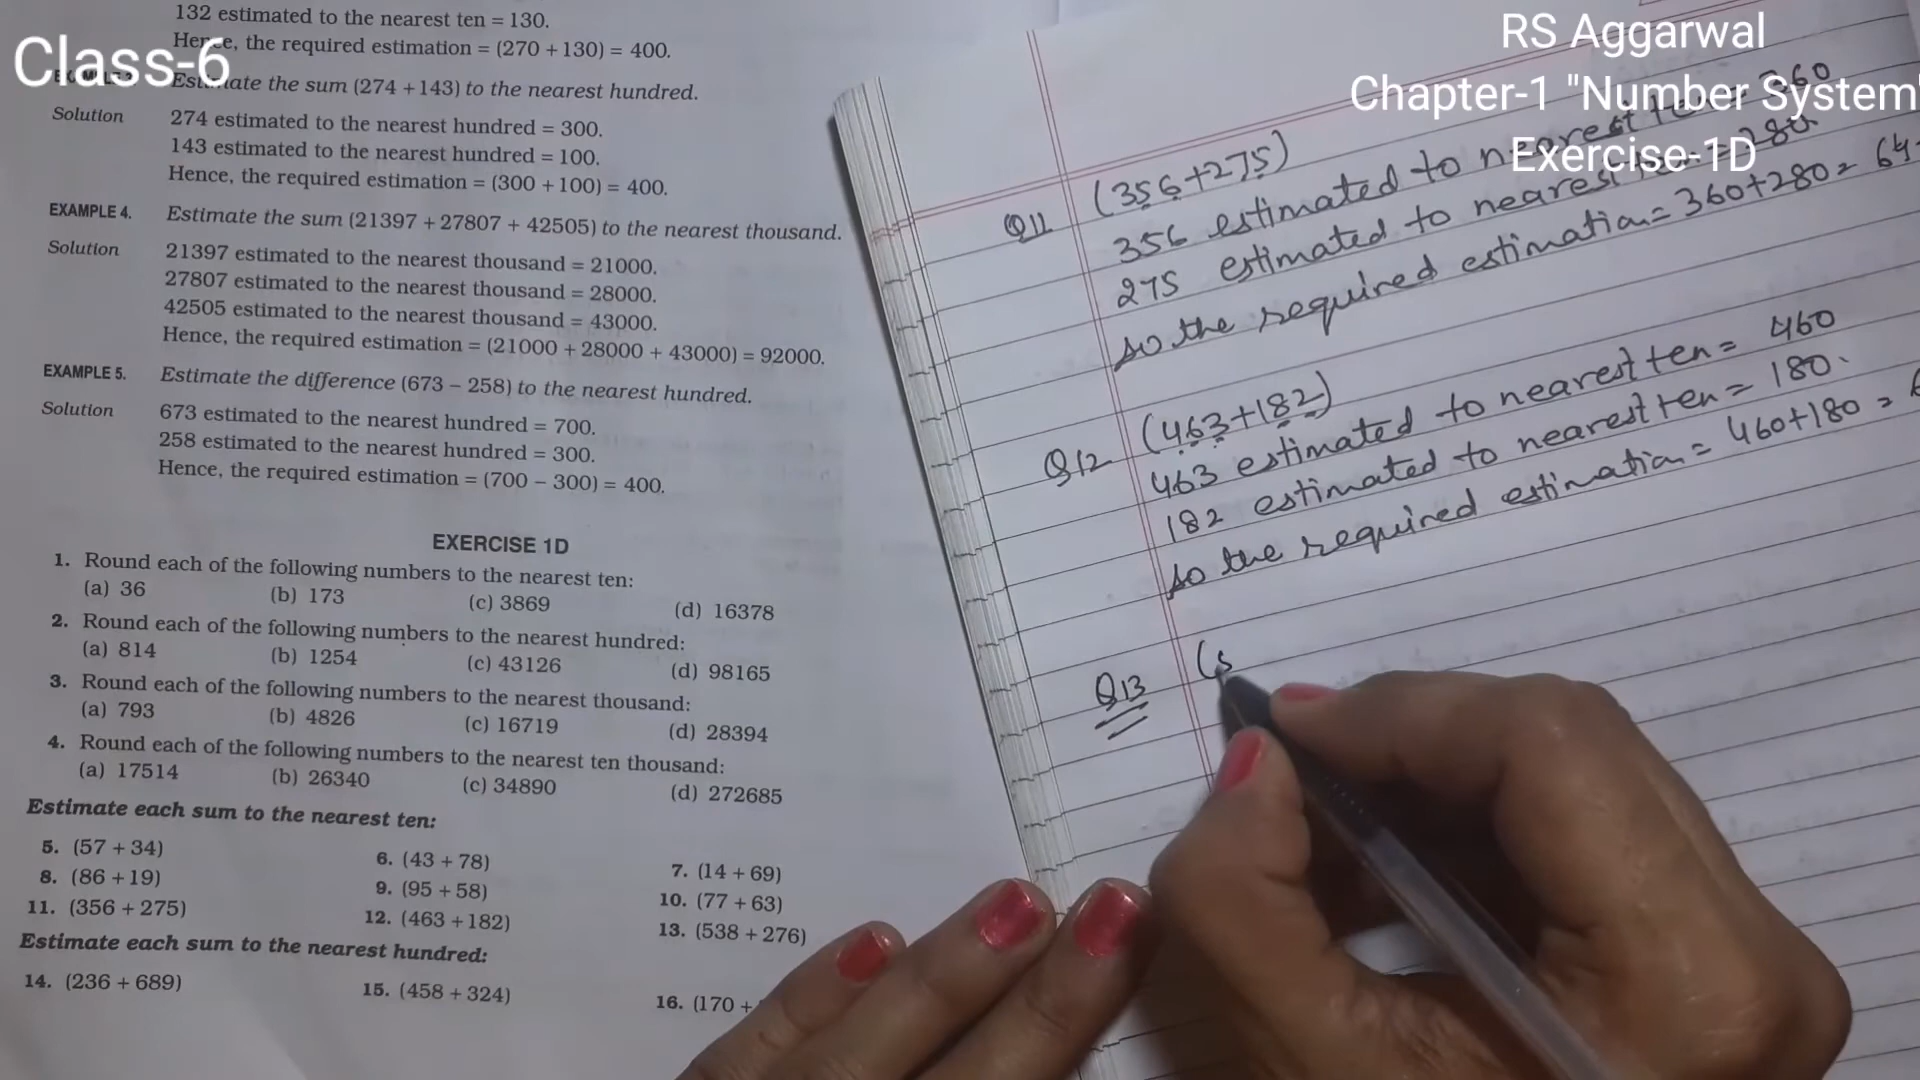 132 estimated to the nearest ten = 130.
Hence, the required estimation = (270 + 130) = 400.
Class-6
Estimate the sum (274 + 143) to the nearest hundred.
Solution 274 estimated to the nearest hundred = 300.
143 estimated to the nearest hundred = 100.
Hence, the required estimation = (300 + 100) = 400.
EXAMPLE 4. Estimate the sum (21397 + 27807 + 42505) to the nearest thousand.
Solution 21397 estimated to the nearest thousand = 21000.
27807 estimated to the nearest thousand = 28000.
42505 estimated to the nearest thousand = 43000.
Hence, the required estimation = (21000 + 28000 + 43000) = 92000.
EXAMPLE 5. Estimate the difference (673 – 258) to the nearest hundred.
Solution 673 estimated to the nearest hundred = 700.
258 estimated to the nearest hundred = 300.
Hence, the required estimation = (700 – 300) = 400.
EXERCISE 1D
1. Round each of the following numbers to the nearest ten:
(a) 36 (b) 173 (c) 3869 (d) 16378
2. Round each of the following numbers to the nearest hundred:
(a) 814 (b) 1254 (c) 43126 (d) 98165
3. Round each of the following numbers to the nearest thousand:
(a) 793 (b) 4826 (c) 16719 (d) 28394
4. Round each of the following numbers to the nearest ten thousand:
(a) 17514 (b) 26340 (c) 34890 (d) 272685
Estimate each sum to the nearest ten:
5. (57 + 34) 6. (43 + 78) 7. (14 + 69)
8. (86 + 19) 9. (95 + 58) 10. (77 + 63)
11. (356 + 275) 12. (463 + 182) 13. (538 + 276)
Estimate each sum to the nearest hundred:
14. (236 + 689) 15. (458 + 324) 16. (170 +
RS Aggarwal
Chapter-1 "Number System"
Exercise-1D
Q11 (356+275)
356 estimated to nearest ten = 360
275 estimated to nearest = 280.
so the required estimation = 360+280 = 64
Q12 (463+182)
463 estimated to nearest ten = 460
182 estimated to nearest ten = 180.
so the required estimation = 460+180 =
Q13 (5